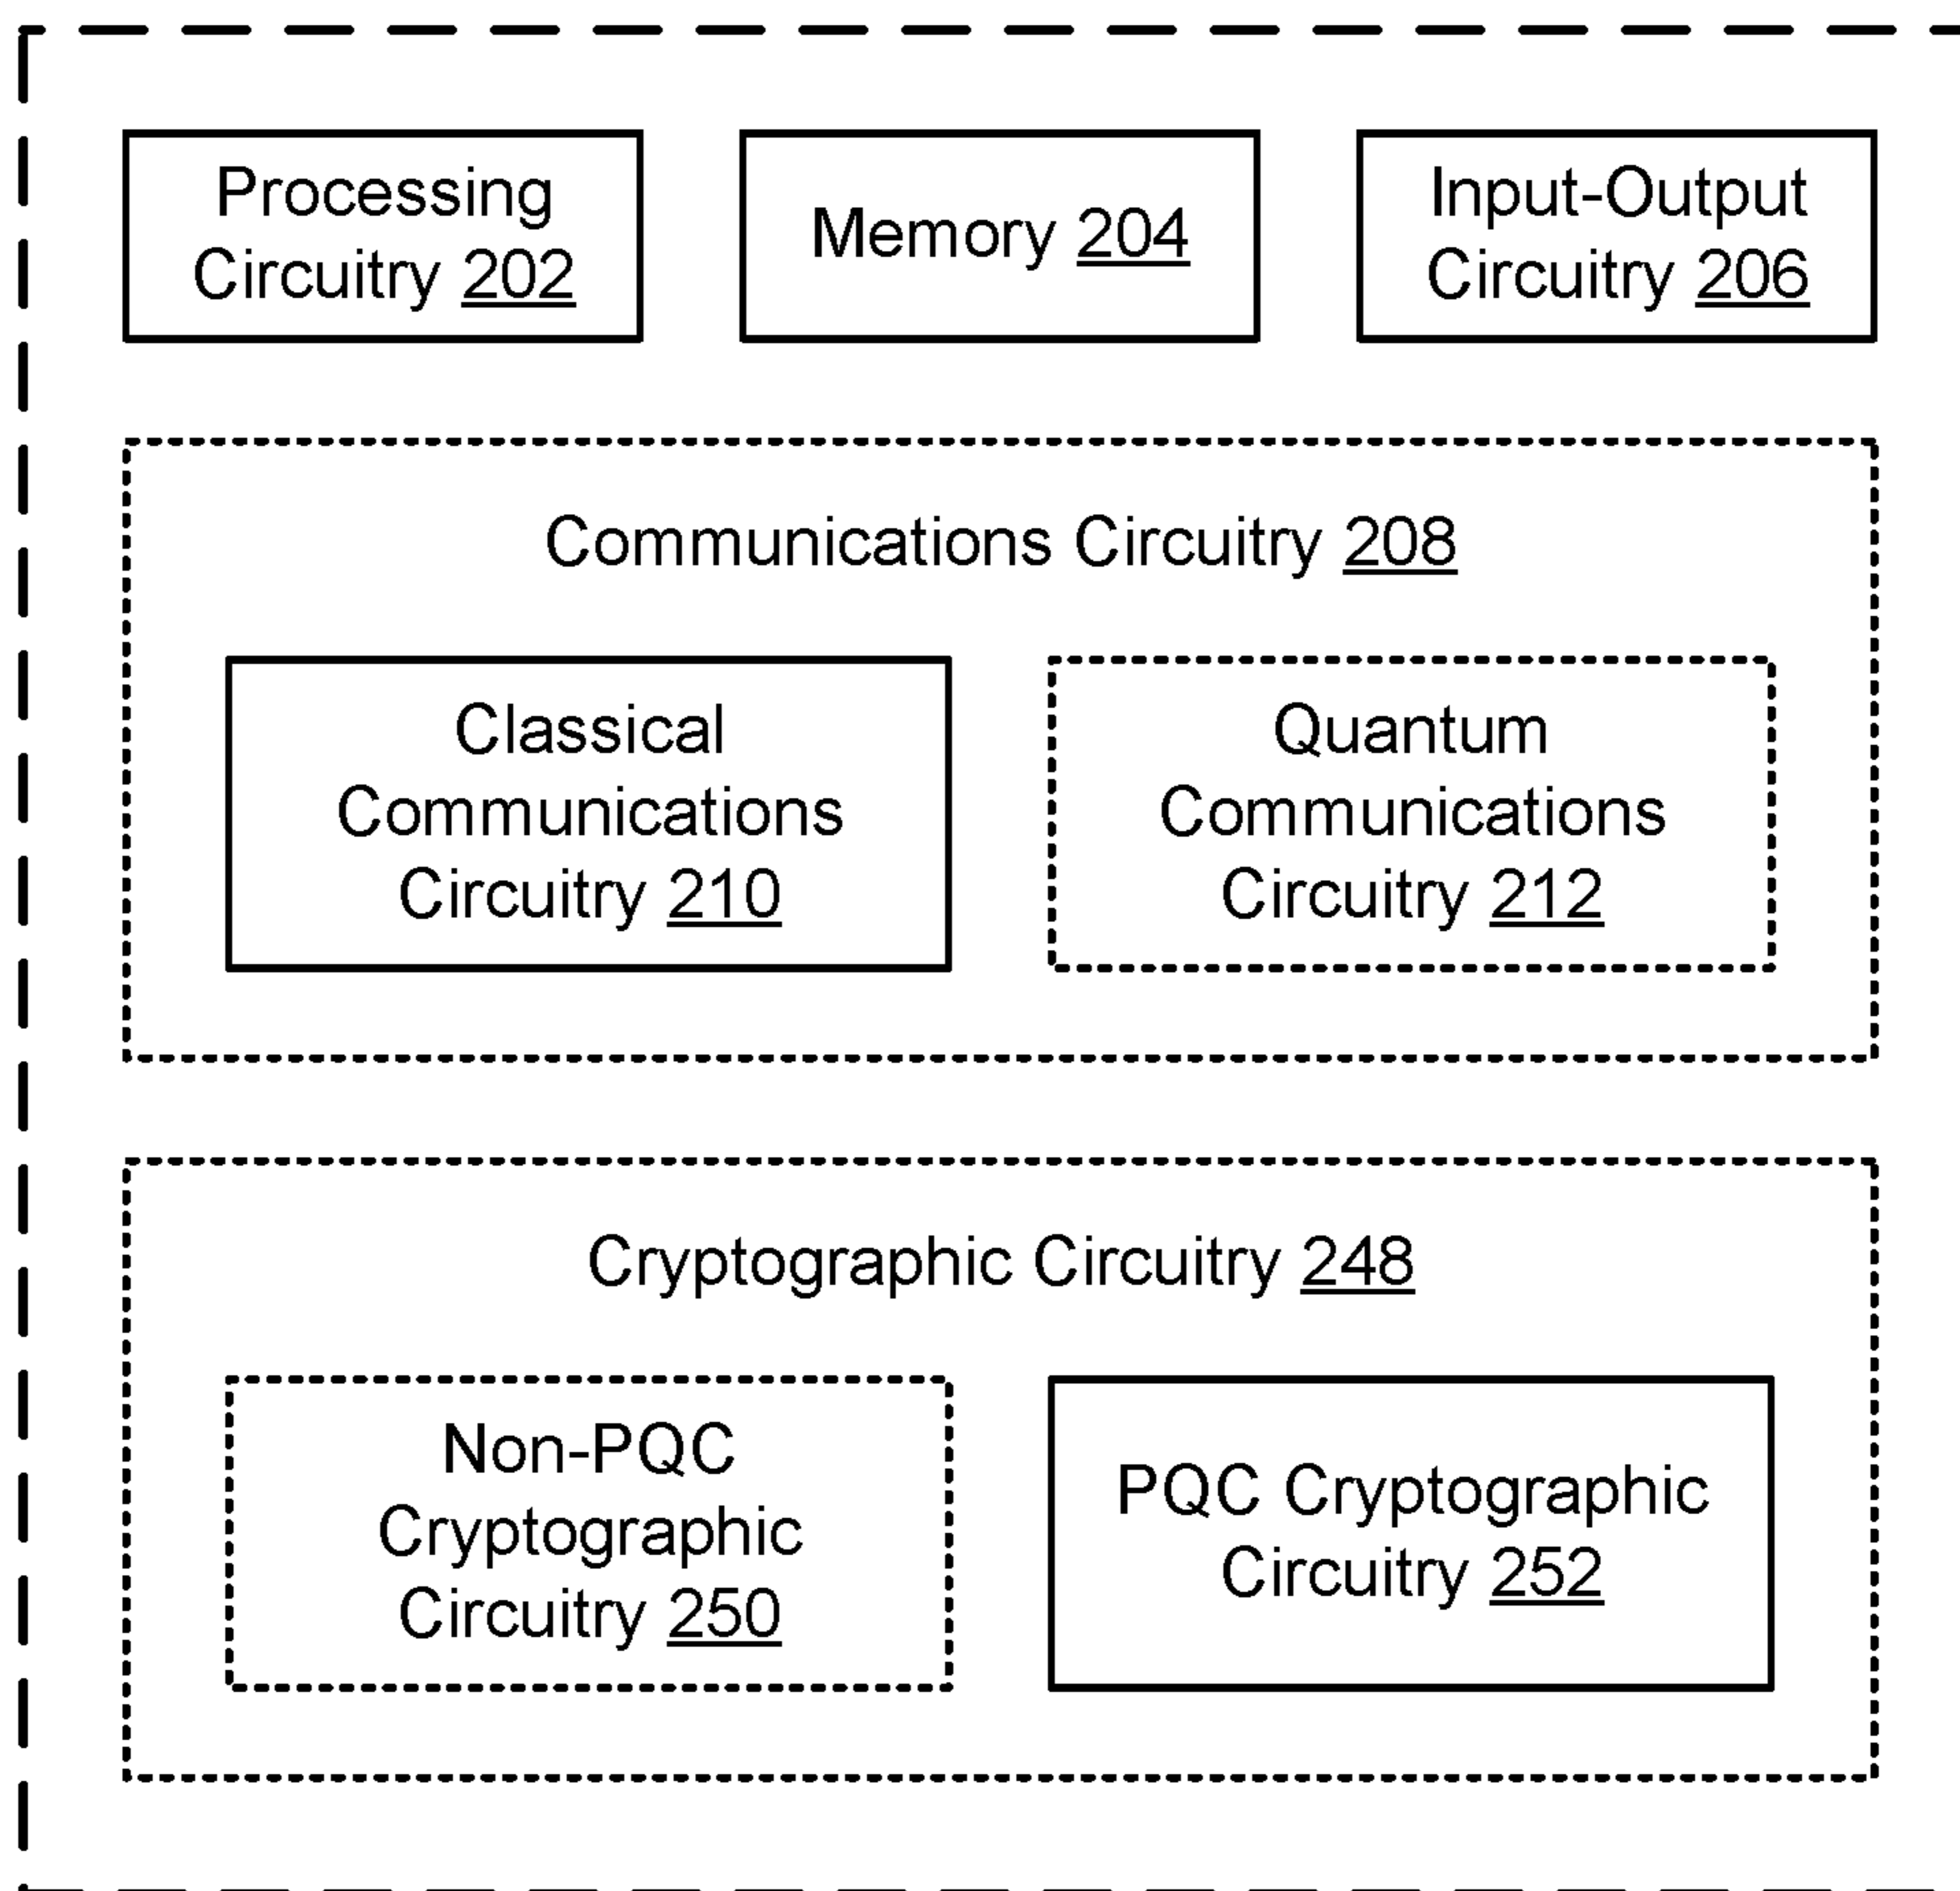 Processing
Circuitry 202
Memory 204
Input-Output
Circuitry 206
Communications Circuitry 208
Classical
Communications
Circuitry 210
Quantum
Communications
Circuitry 212
Cryptographic Circuitry 248
Non-PQC
Cryptographic
Circuitry 250
PQC Cryptographic
Circuitry 252